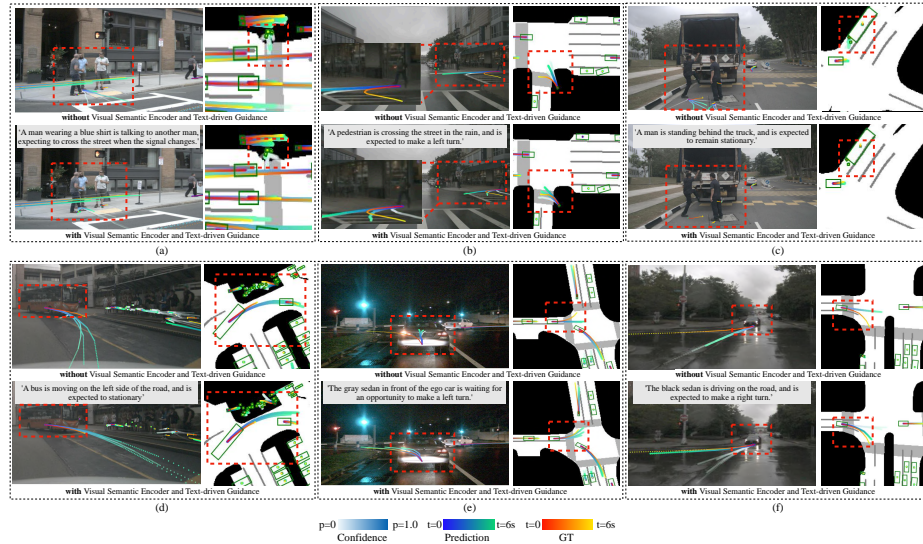 without Visual Semantic Encoder and Text-driven Guidance
'A man wearing a blue shirt is talking to another man,
expecting to cross the street when the signal changes.'
with Visual Semantic Encoder and Text-driven Guidance
(a)
without Visual Semantic Encoder and Text-driven Guidance
'A pedestrian is crossing the street in the rain, and is
expected to make a left turn.'
with Visual Semantic Encoder and Text-driven Guidance
(b)
without Visual Semantic Encoder and Text-driven Guidance
'A man is standing behind the truck, and is expected
to remain stationary.'
with Visual Semantic Encoder and Text-driven Guidance
(c)
without Visual Semantic Encoder and Text-driven Guidance
'A bus is moving on the left side of the road, and is
expected to stationary'
with Visual Semantic Encoder and Text-driven Guidance
(d)
without Visual Semantic Encoder and Text-driven Guidance
'The gray sedan in front of the ego car is waiting for
an opportunity to make a left turn.'
with Visual Semantic Encoder and Text-driven Guidance
(e)
without Visual Semantic Encoder and Text-driven Guidance
'The black sedan is driving on the road, and is
expected to make a right turn.'
with Visual Semantic Encoder and Text-driven Guidance
(f)
p=0 p=1.0 t=0 t=6s t=0 t=6s
Confidence Prediction GT